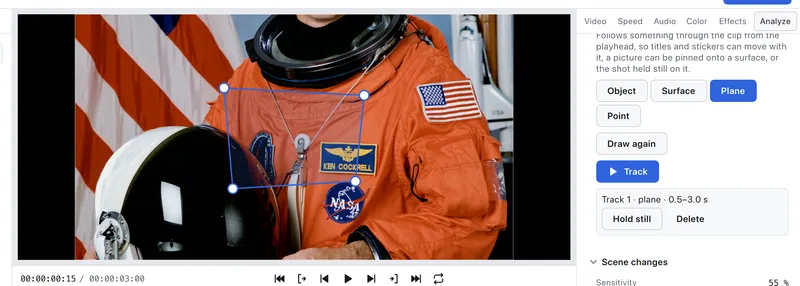 Video Speed Audio Color Effects Analyze
Follows something through the clip from the
playhead, so titles and stickers can move with
it, a picture can be pinned onto a surface, or
the shot held still on it.
Object Surface Plane
Point
Draw again
Track
Track 1 · plane · 0.5–3.0 s
Hold still Delete
Scene changes
Sensitivity 55 %
KEN COCKRELL
NASA
USA
00:00:00:15 / 00:00:03:00